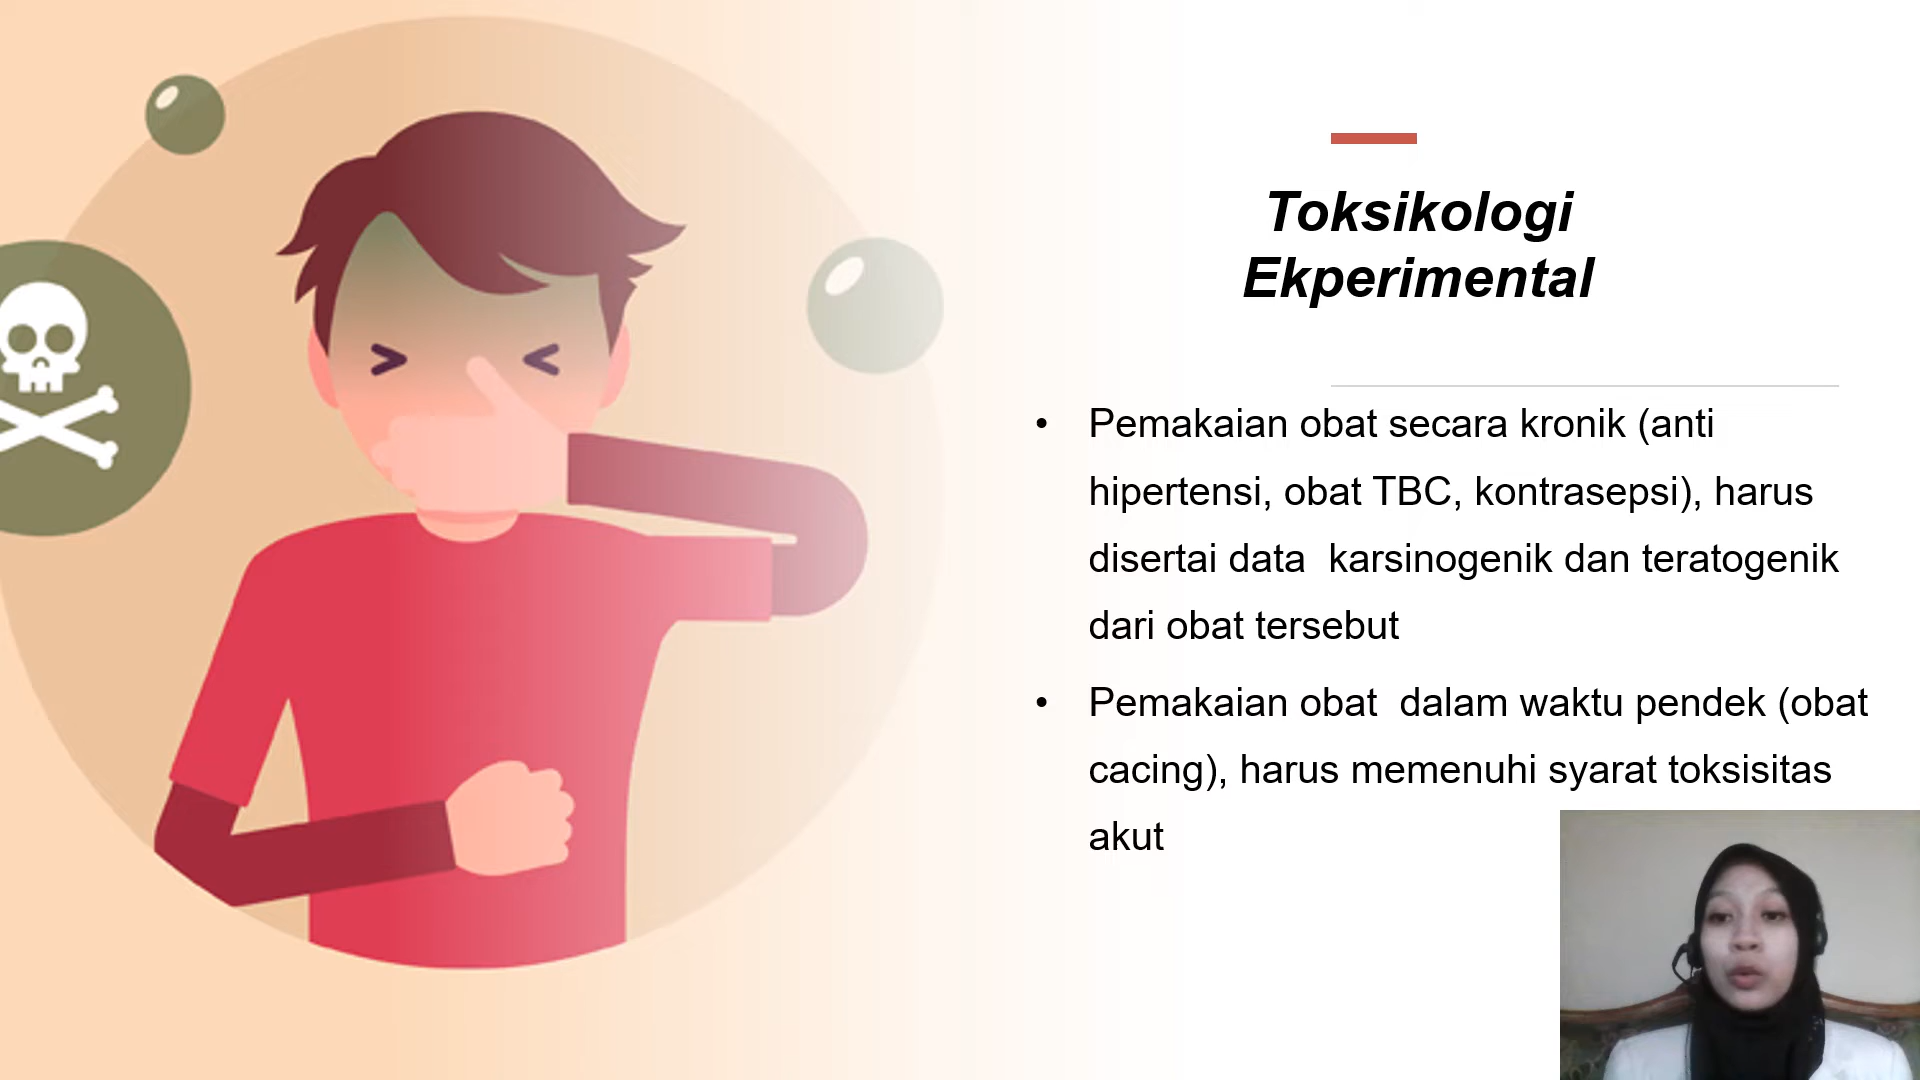 Toksikologi
Ekperimental
• Pemakaian obat secara kronik (anti
hipertensi, obat TBC, kontrasepsi), harus
disertai data  karsinogenik dan teratogenik
dari obat tersebut
• Pemakaian obat  dalam waktu pendek (obat
cacing), harus memenuhi syarat toksisitas
akut